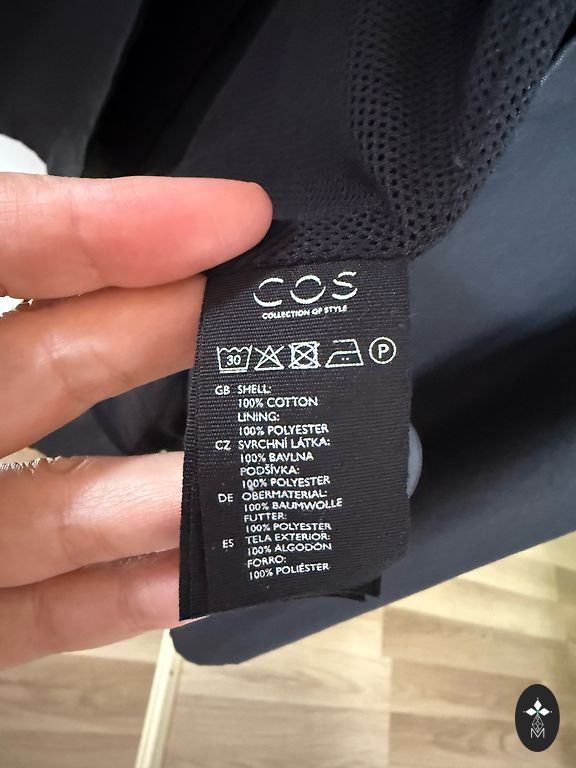 COS
COLLECTION OF STYLE
30 P
GB SHELL:
100% COTTON
LINING:
100% POLYESTER
CZ SVRCHNÍ LÁTKA:
100% BAVLNA
PODŠÍVKA:
100% POLYESTER
DE OBERMATERIAL:
100% BAUMWOLLE
FUTTER:
100% POLYESTER
ES TELA EXTERIOR:
100% ALGODÓN
FORRO:
100% POLIÉSTER
M